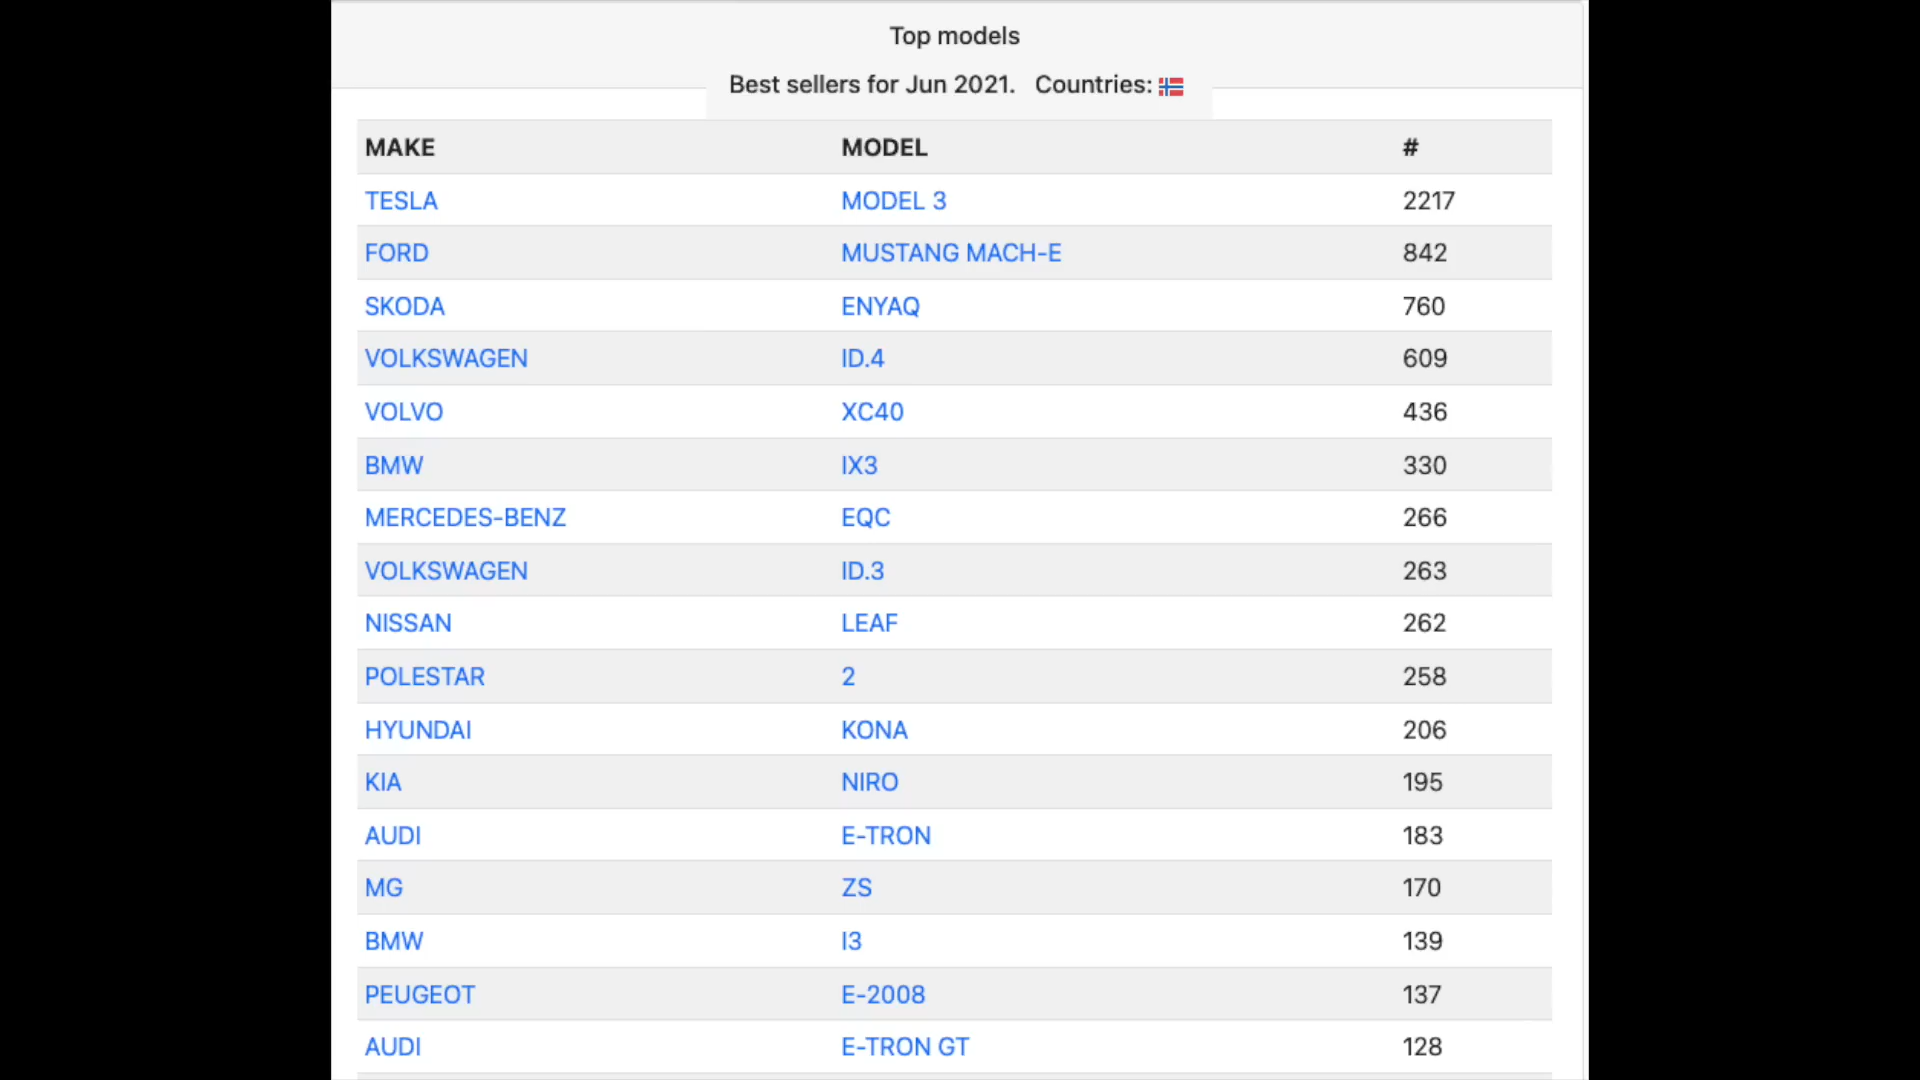 Top models
Best sellers for Jun 2021. Countries:
MAKE MODEL #
TESLA MODEL 3 2217
FORD MUSTANG MACH-E 842
SKODA ENYAQ 760
VOLKSWAGEN ID.4 609
VOLVO XC40 436
BMW IX3 330
MERCEDES-BENZ EQC 266
VOLKSWAGEN ID.3 263
NISSAN LEAF 262
POLESTAR 2 258
HYUNDAI KONA 206
KIA NIRO 195
AUDI E-TRON 183
MG ZS 170
BMW I3 139
PEUGEOT E-2008 137
AUDI E-TRON GT 128